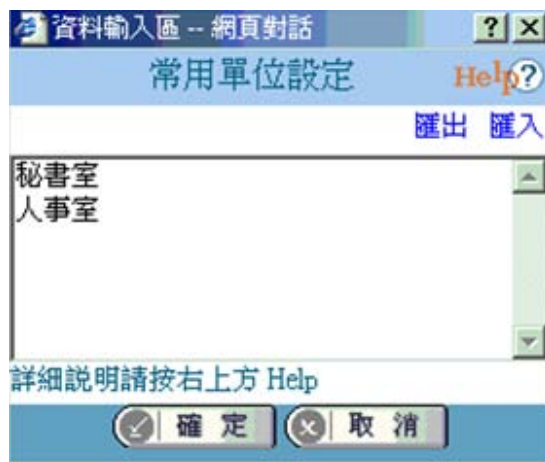 資料輸入區 -- 網頁對話
常用單位設定 Help?
匯出 匯入
秘書室
人事室
詳細說明請按右上方 Help
確定 取消